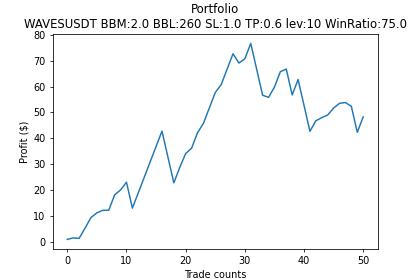 Portfolio
WAVESUSDT BBM:2.0 BBL:260 SL:1.0 TP:0.6 lev:10 WinRatio:75.0
80
70
60
50
40
30
20
10
0
Profit ($)
0 10 20 30 40 50
Trade counts